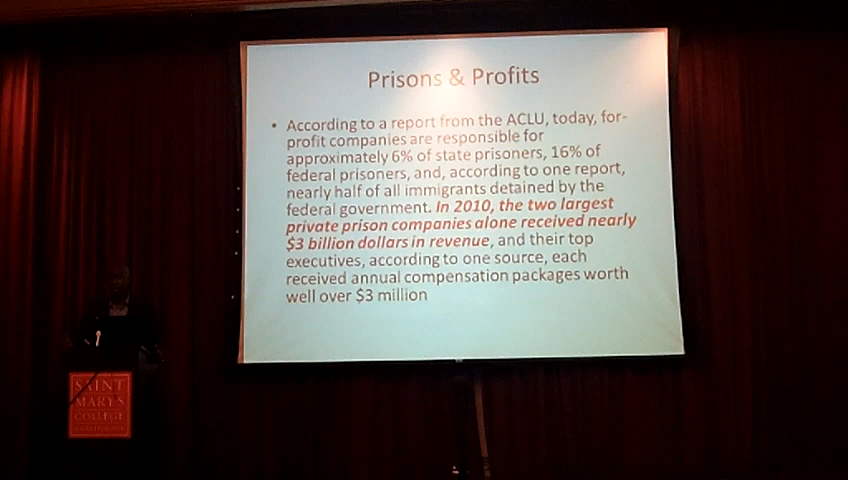 Prisons & Profits
• According to a report from the ACLU, today, for-
profit companies are responsible for
approximately 6% of state prisoners, 16% of
federal prisoners, and, according to one report,
nearly half of all immigrants detained by the
federal government. In 2010, the two largest
private prison companies alone received nearly
$3 billion dollars in revenue, and their top
executives, according to one source, each
received annual compensation packages worth
well over $3 million
SAINT
MARY'S
COLLEGE